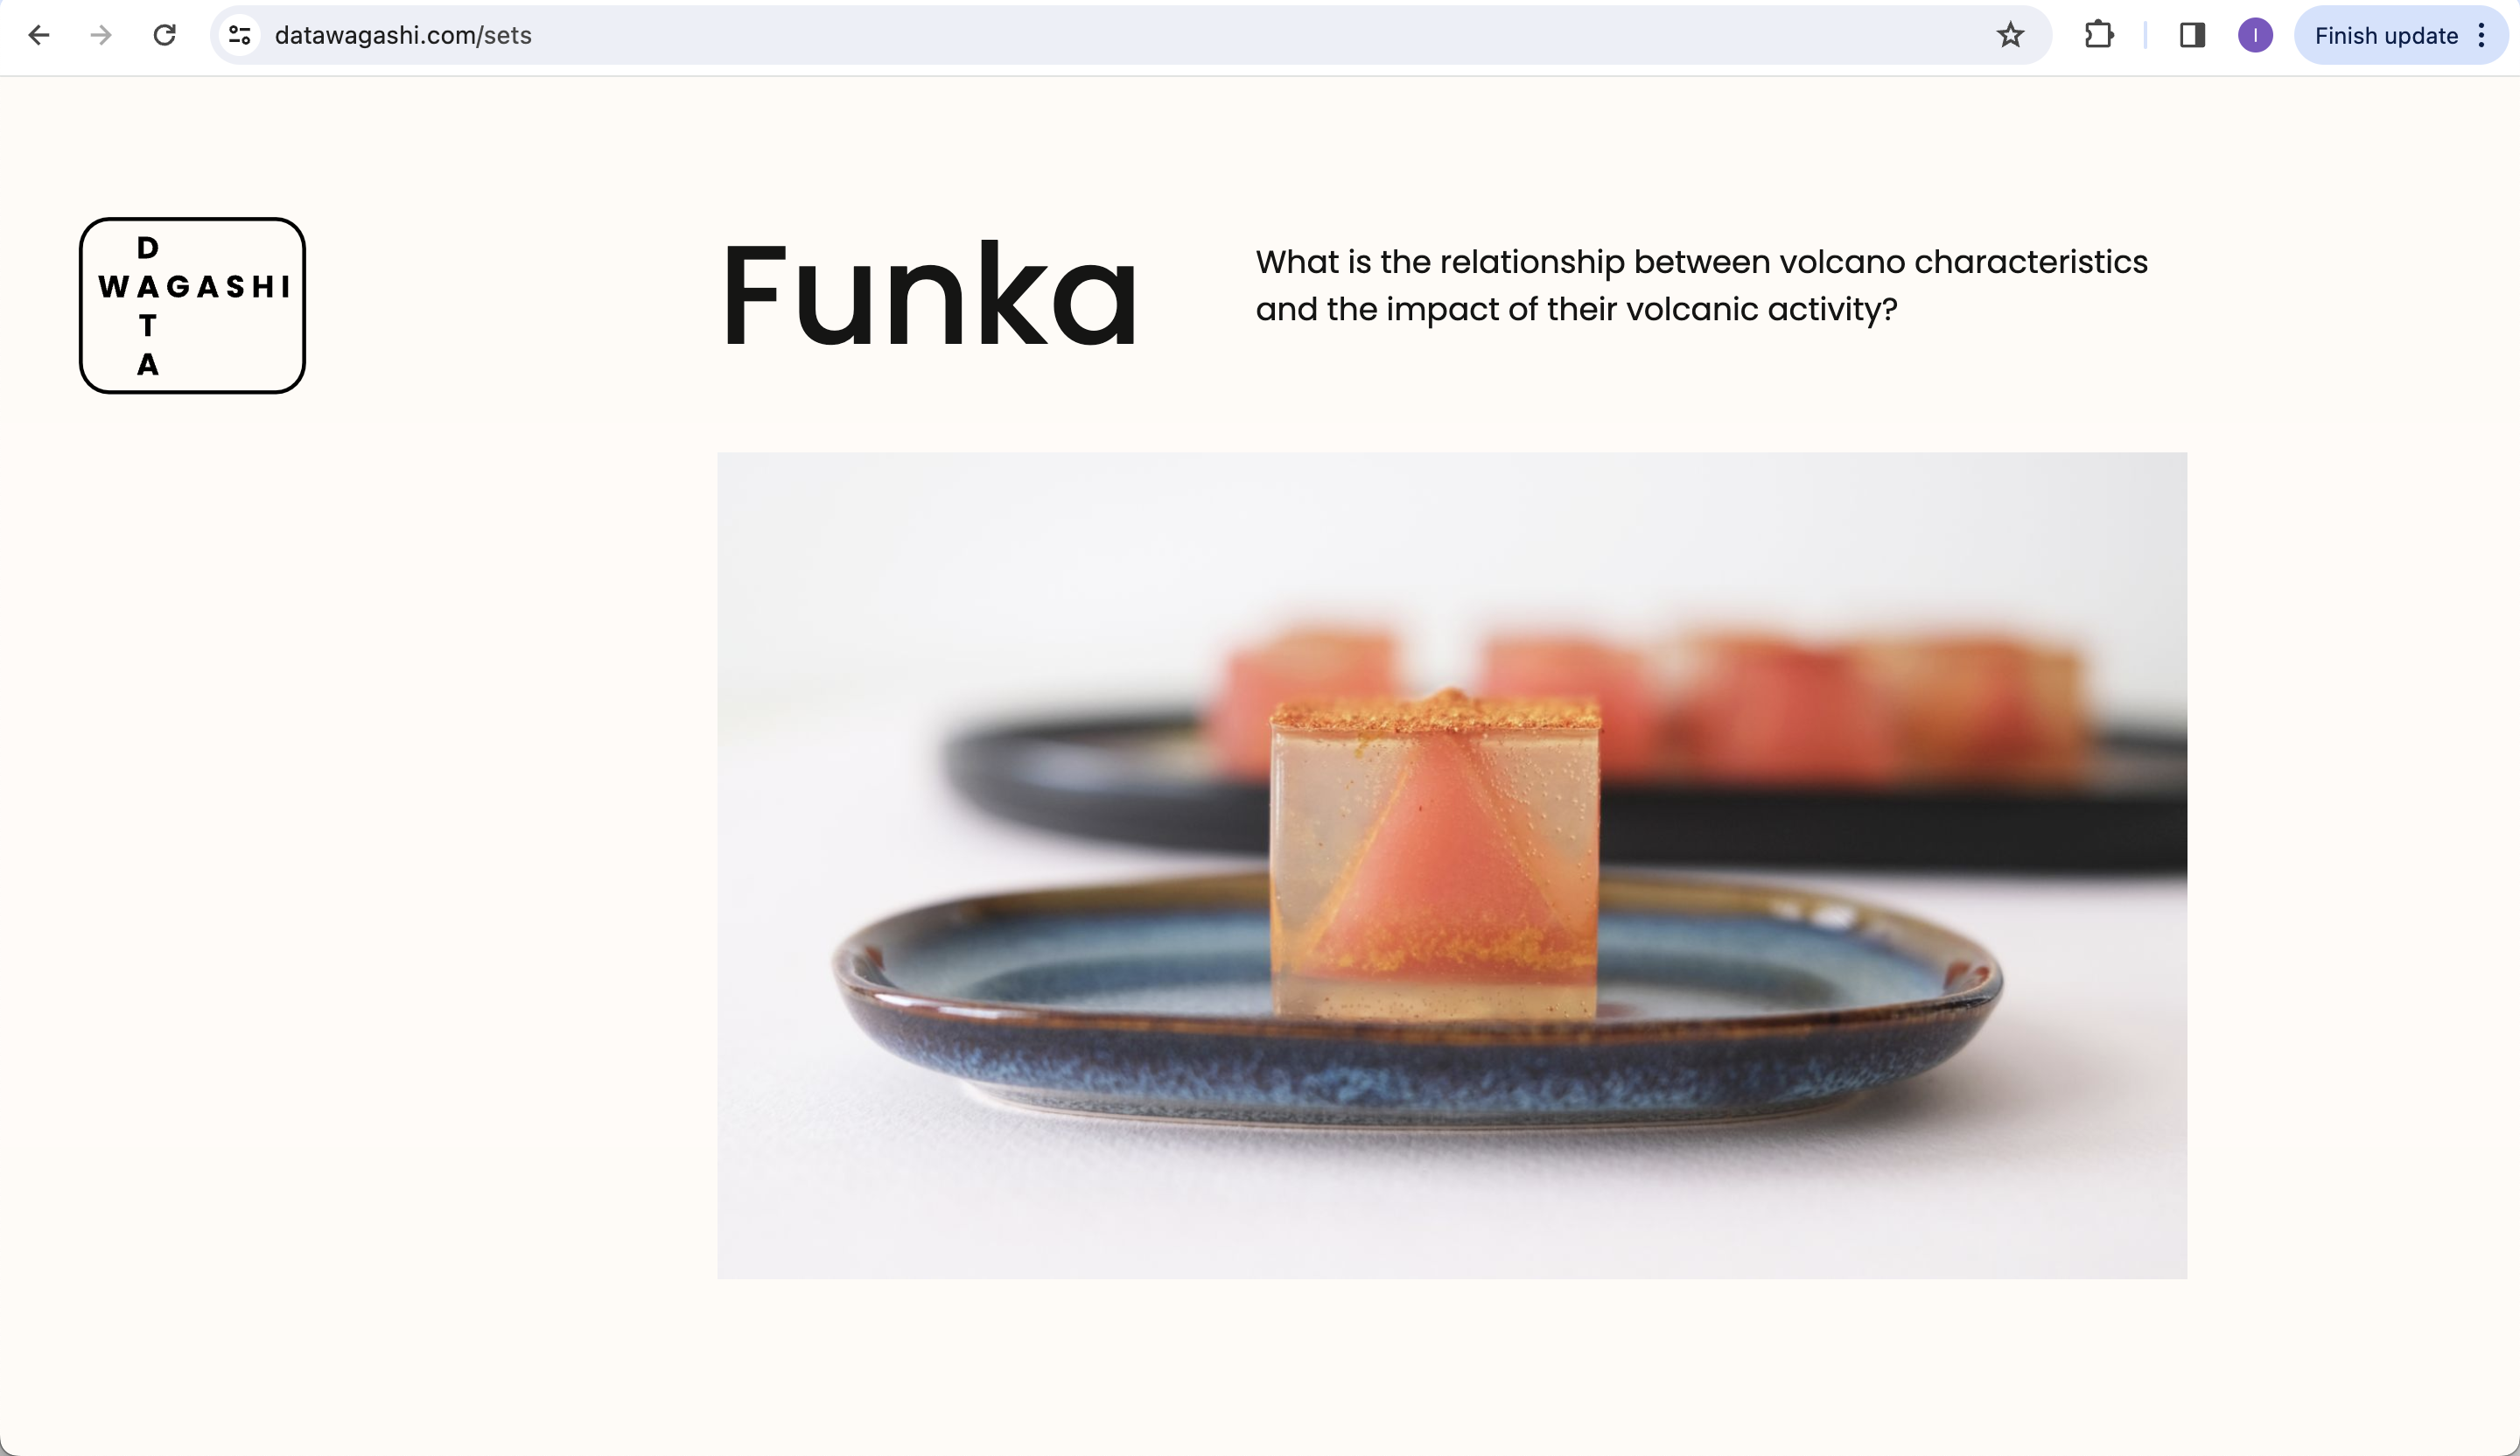 datawagashi.com/sets
I
Finish update
D
WAGASHI
T
A
Funka
What is the relationship between volcano characteristics
and the impact of their volcanic activity?